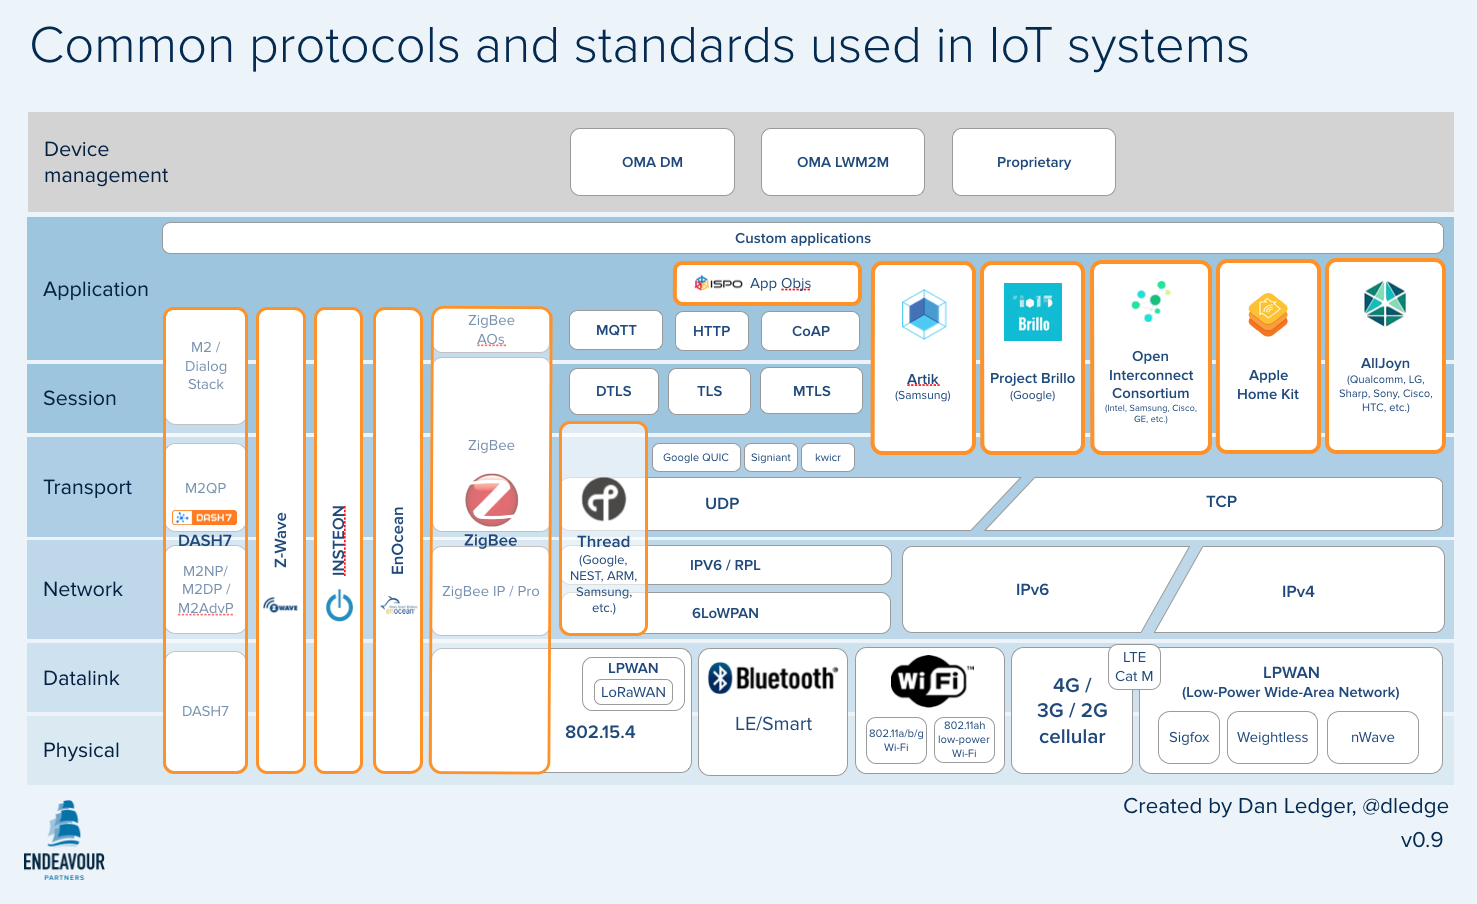 Common protocols and standards used in IoT systems
Device
management
OMA DM
OMA LWM2M
Proprietary
Custom applications
Application
ISPO App Objs
MQTT
HTTP
CoAP
M2 /
Dialog
Stack
ZigBee
AOs
Session
DTLS
TLS
MTLS
Artik
(Samsung)
Brillo
Project Brillo
(Google)
Open
Interconnect
Consortium
(Intel, Samsung, Cisco,
GE, etc.)
Apple
Home Kit
AllJoyn
(Qualcomm, LG,
Sharp, Sony, Cisco,
HTC, etc.)
Transport
M2QP
DASH7
DASH7
Z-Wave
Z WAVE
INSTEON
EnOcean
enocean
ZigBee
Z
ZigBee
Google QUIC
Signiant
kwicr
UDP
TCP
Thread
(Google,
NEST, ARM,
Samsung,
etc.)
Network
M2NP/
M2DP /
M2AdvP
ZigBee IP / Pro
IPV6 / RPL
6LoWPAN
IPv6
IPv4
Datalink
Physical
DASH7
LPWAN
LoRaWAN
802.15.4
Bluetooth®
LE/Smart
Wi Fi™
802.11a/b/g
Wi-Fi
802.11ah
low-power
Wi-Fi
4G /
3G / 2G
cellular
LTE
Cat M
LPWAN
(Low-Power Wide-Area Network)
Sigfox
Weightless
nWave
Created by Dan Ledger, @dledge
v0.9
ENDEAVOUR
PARTNERS